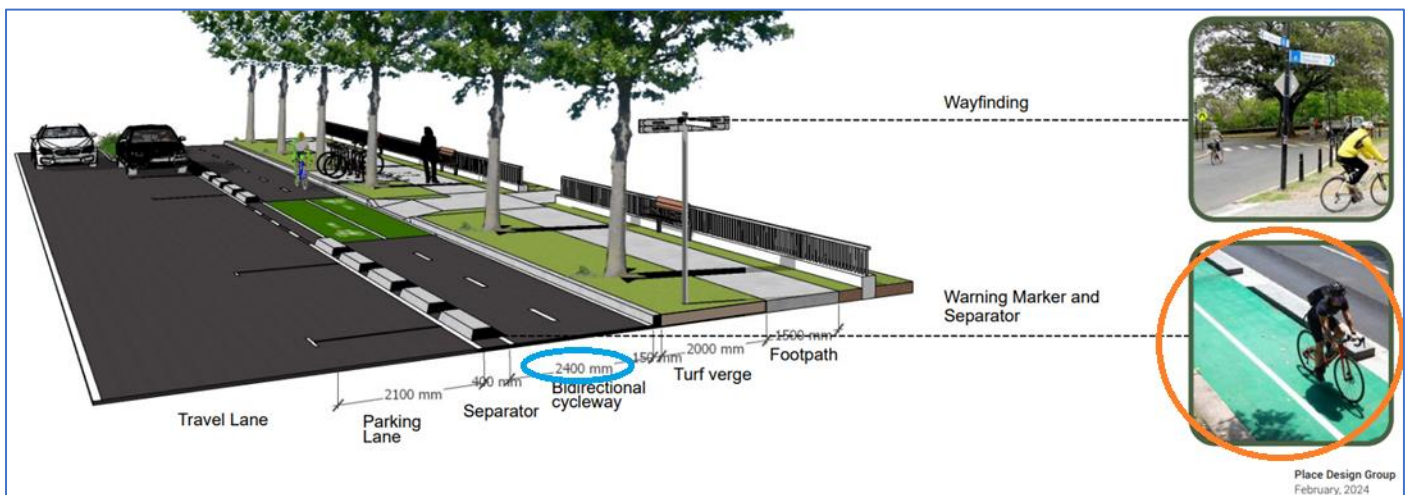 Wayfinding
Warning Marker and
Separator
1500 mm
Footpath
2000 mm
Turf verge
150 mm
2400 mm
Bidirectional
cycleway
400 mm
Separator
2100 mm
Parking
Lane
Travel Lane
Place Design Group
February, 2024